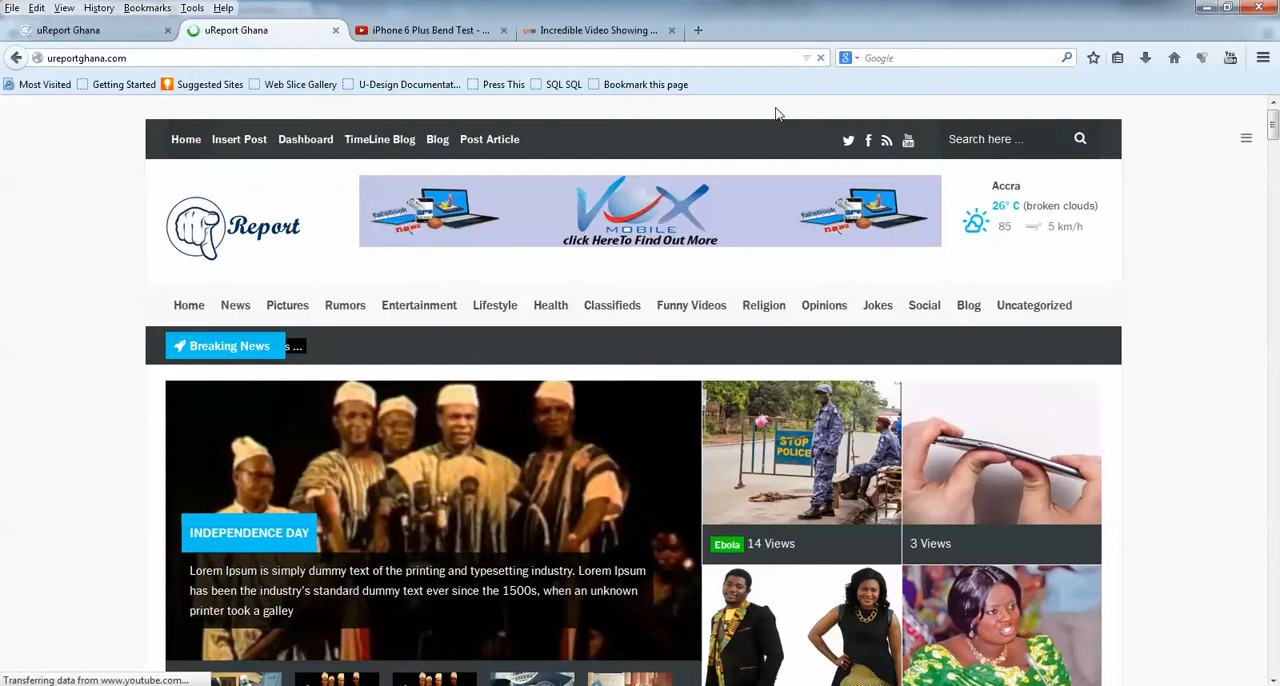 File Edit View History Bookmarks Tools Help
uReport Ghana
uReport Ghana
iPhone 6 Plus Bend Test - ...
Incredible Video Showing ...
ureportghana.com
Google
Most Visited Getting Started Suggested Sites Web Slice Gallery U-Design Documentat... Press This SQL SQL Bookmark this page
Home Insert Post Dashboard TimeLine Blog Blog Post Article
You Tube
Search here ...
Report
facebook
news
VOX
MOBILE
click HereTo Find Out More
facebook
news
Accra
26° C (broken clouds)
85 5 km/h
Home News Pictures Rumors Entertainment Lifestyle Health Classifieds Funny Videos Religion Opinions Jokes Social Blog Uncategorized
Breaking News s ...
STOP
POLICE
INDEPENDENCE DAY
Ebola 14 Views
3 Views
Lorem Ipsum is simply dummy text of the printing and typesetting industry. Lorem Ipsum
has been the industry's standard dummy text ever since the 1500s, when an unknown
printer took a galley
Transferring data from www.youtube.com...